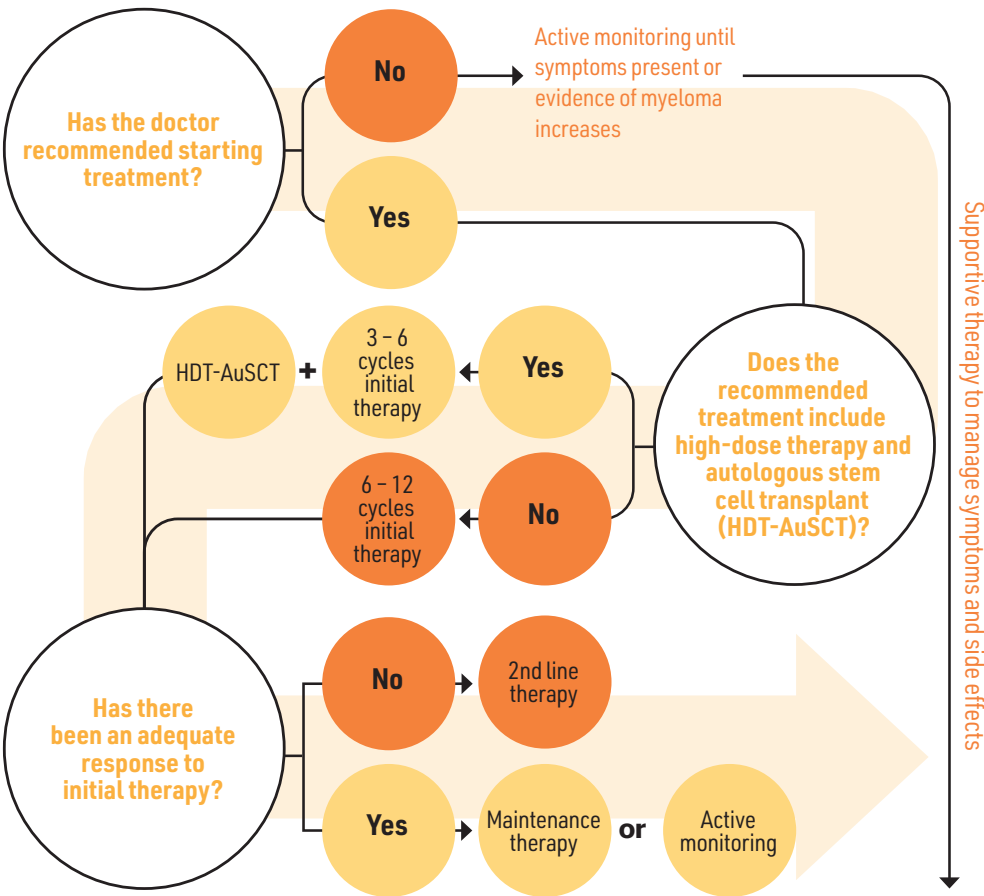 Has the doctor
recommended starting
treatment?
No
Active monitoring until
symptoms present or
evidence of myeloma
increases
Yes
Does the
recommended
treatment include
high-dose therapy and
autologous stem
cell transplant
(HDT-AuSCT)?
Yes
3 – 6
cycles
initial
therapy
+
HDT-AuSCT
No
6 – 12
cycles
initial
therapy
Has there
been an adequate
response to
initial therapy?
No
2nd line
therapy
Yes
Maintenance
therapy
or
Active
monitoring
Supportive therapy to manage symptoms and side effects